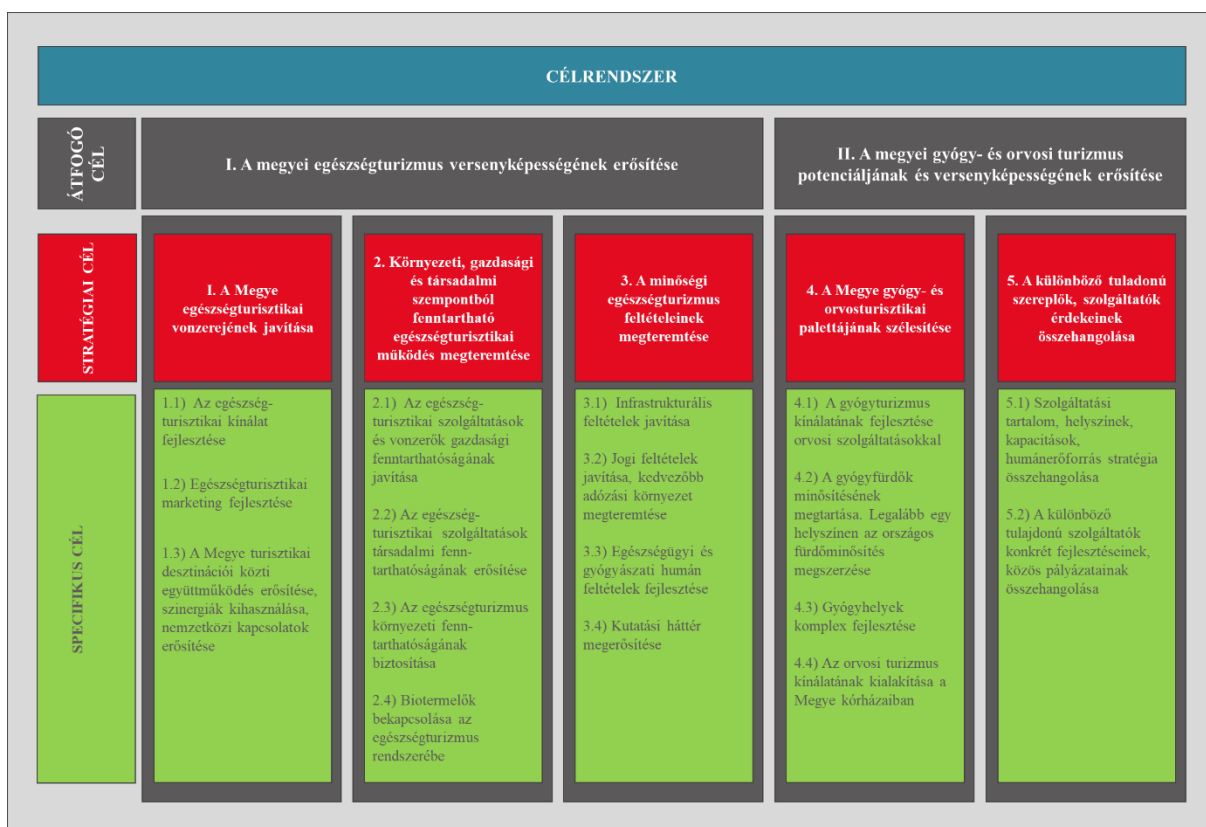 CÉLRENDSZER
ÁTFOGÓ
CÉL
I. A megyei egészségturizmus versenyképességének erősítése
II. A megyei gyógy- és orvosi turizmus
potenciáljának és versenyképességének erősítése
STRATÉGIAI CÉL
I. A Megye
egészségturisztikai
vonzerejének javítása
2. Környezeti, gazdasági
és társadalmi
szempontból
fenntartható
egészségturisztikai
működés megteremtése
3. A minőségi
egészségturizmus
feltételeinek
megteremtése
4. A Megye gyógy- és
orvosturisztikai
palettájának szélesítése
5. A különböző tuladonú
szereplők, szolgáltatók
érdekeinek
összehangolása
SPECIFIKUS CÉL
1.1) Az egészség-
turisztikai kínálat
fejlesztése
1.2) Egészségturisztikai
marketing fejlesztése
1.3) A Megye turisztikai
desztinációi közti
együttműködés erősítése,
szinergiák kihasználása,
nemzetközi kapcsolatok
erősítése
2.1) Az egészség-
turisztikai szolgáltatások
és vonzerők gazdasági
fenntarthatóságának
javítása
2.2) Az egészség-
turisztikai szolgáltatások
társadalmi fenn-
tarthatóságának erősítése
2.3) Az egészségturizmus
környezeti fenn-
tarthatóságának
biztosítása
2.4) Biotermelők
bekapcsolása az
egészségturizmus
rendszerébe
3.1) Infrastrukturális
feltételek javítása
3.2) Jogi feltételek
javítása, kedvezőbb
adózási környezet
megteremtése
3.3) Egészségügyi és
gyógyászati humán
feltételek fejlesztése
3.4) Kutatási háttér
megerősítése
4.1) A gyógyturizmus
kínálatának fejlesztése
orvosi szolgáltatásokkal
4.2) A gyógyfürdők
minősítésének
megtartása. Legalább egy
helyszínen az országos
fürdőminősítés
megszerzése
4.3) Gyógyhelyek
komplex fejlesztése
4.4) Az orvosi turizmus
kínálatának kialakítása a
Megye kórházaiban
5.1) Szolgáltatási
tartalom, helyszínek,
kapacitások,
humánerőforrás stratégia
összehangolása
5.2) A különböző
tulajdonú szolgáltatók
konkrét fejlesztéseinek,
közös pályázatainak
összehangolása